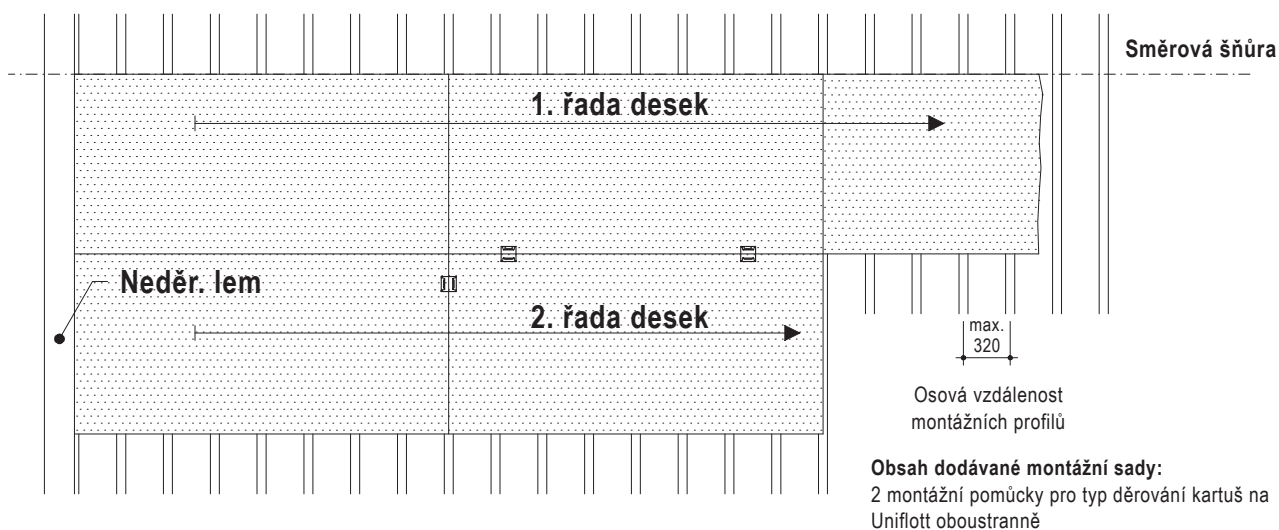 Směrová šňůra
1. řada desek
Neděr. lem
2. řada desek
max.
320
Osová vzdálenost
montážních profilů
Obsah dodávané montážní sady:
2 montážní pomůcky pro typ děrování kartuš na
Uniflott oboustranně